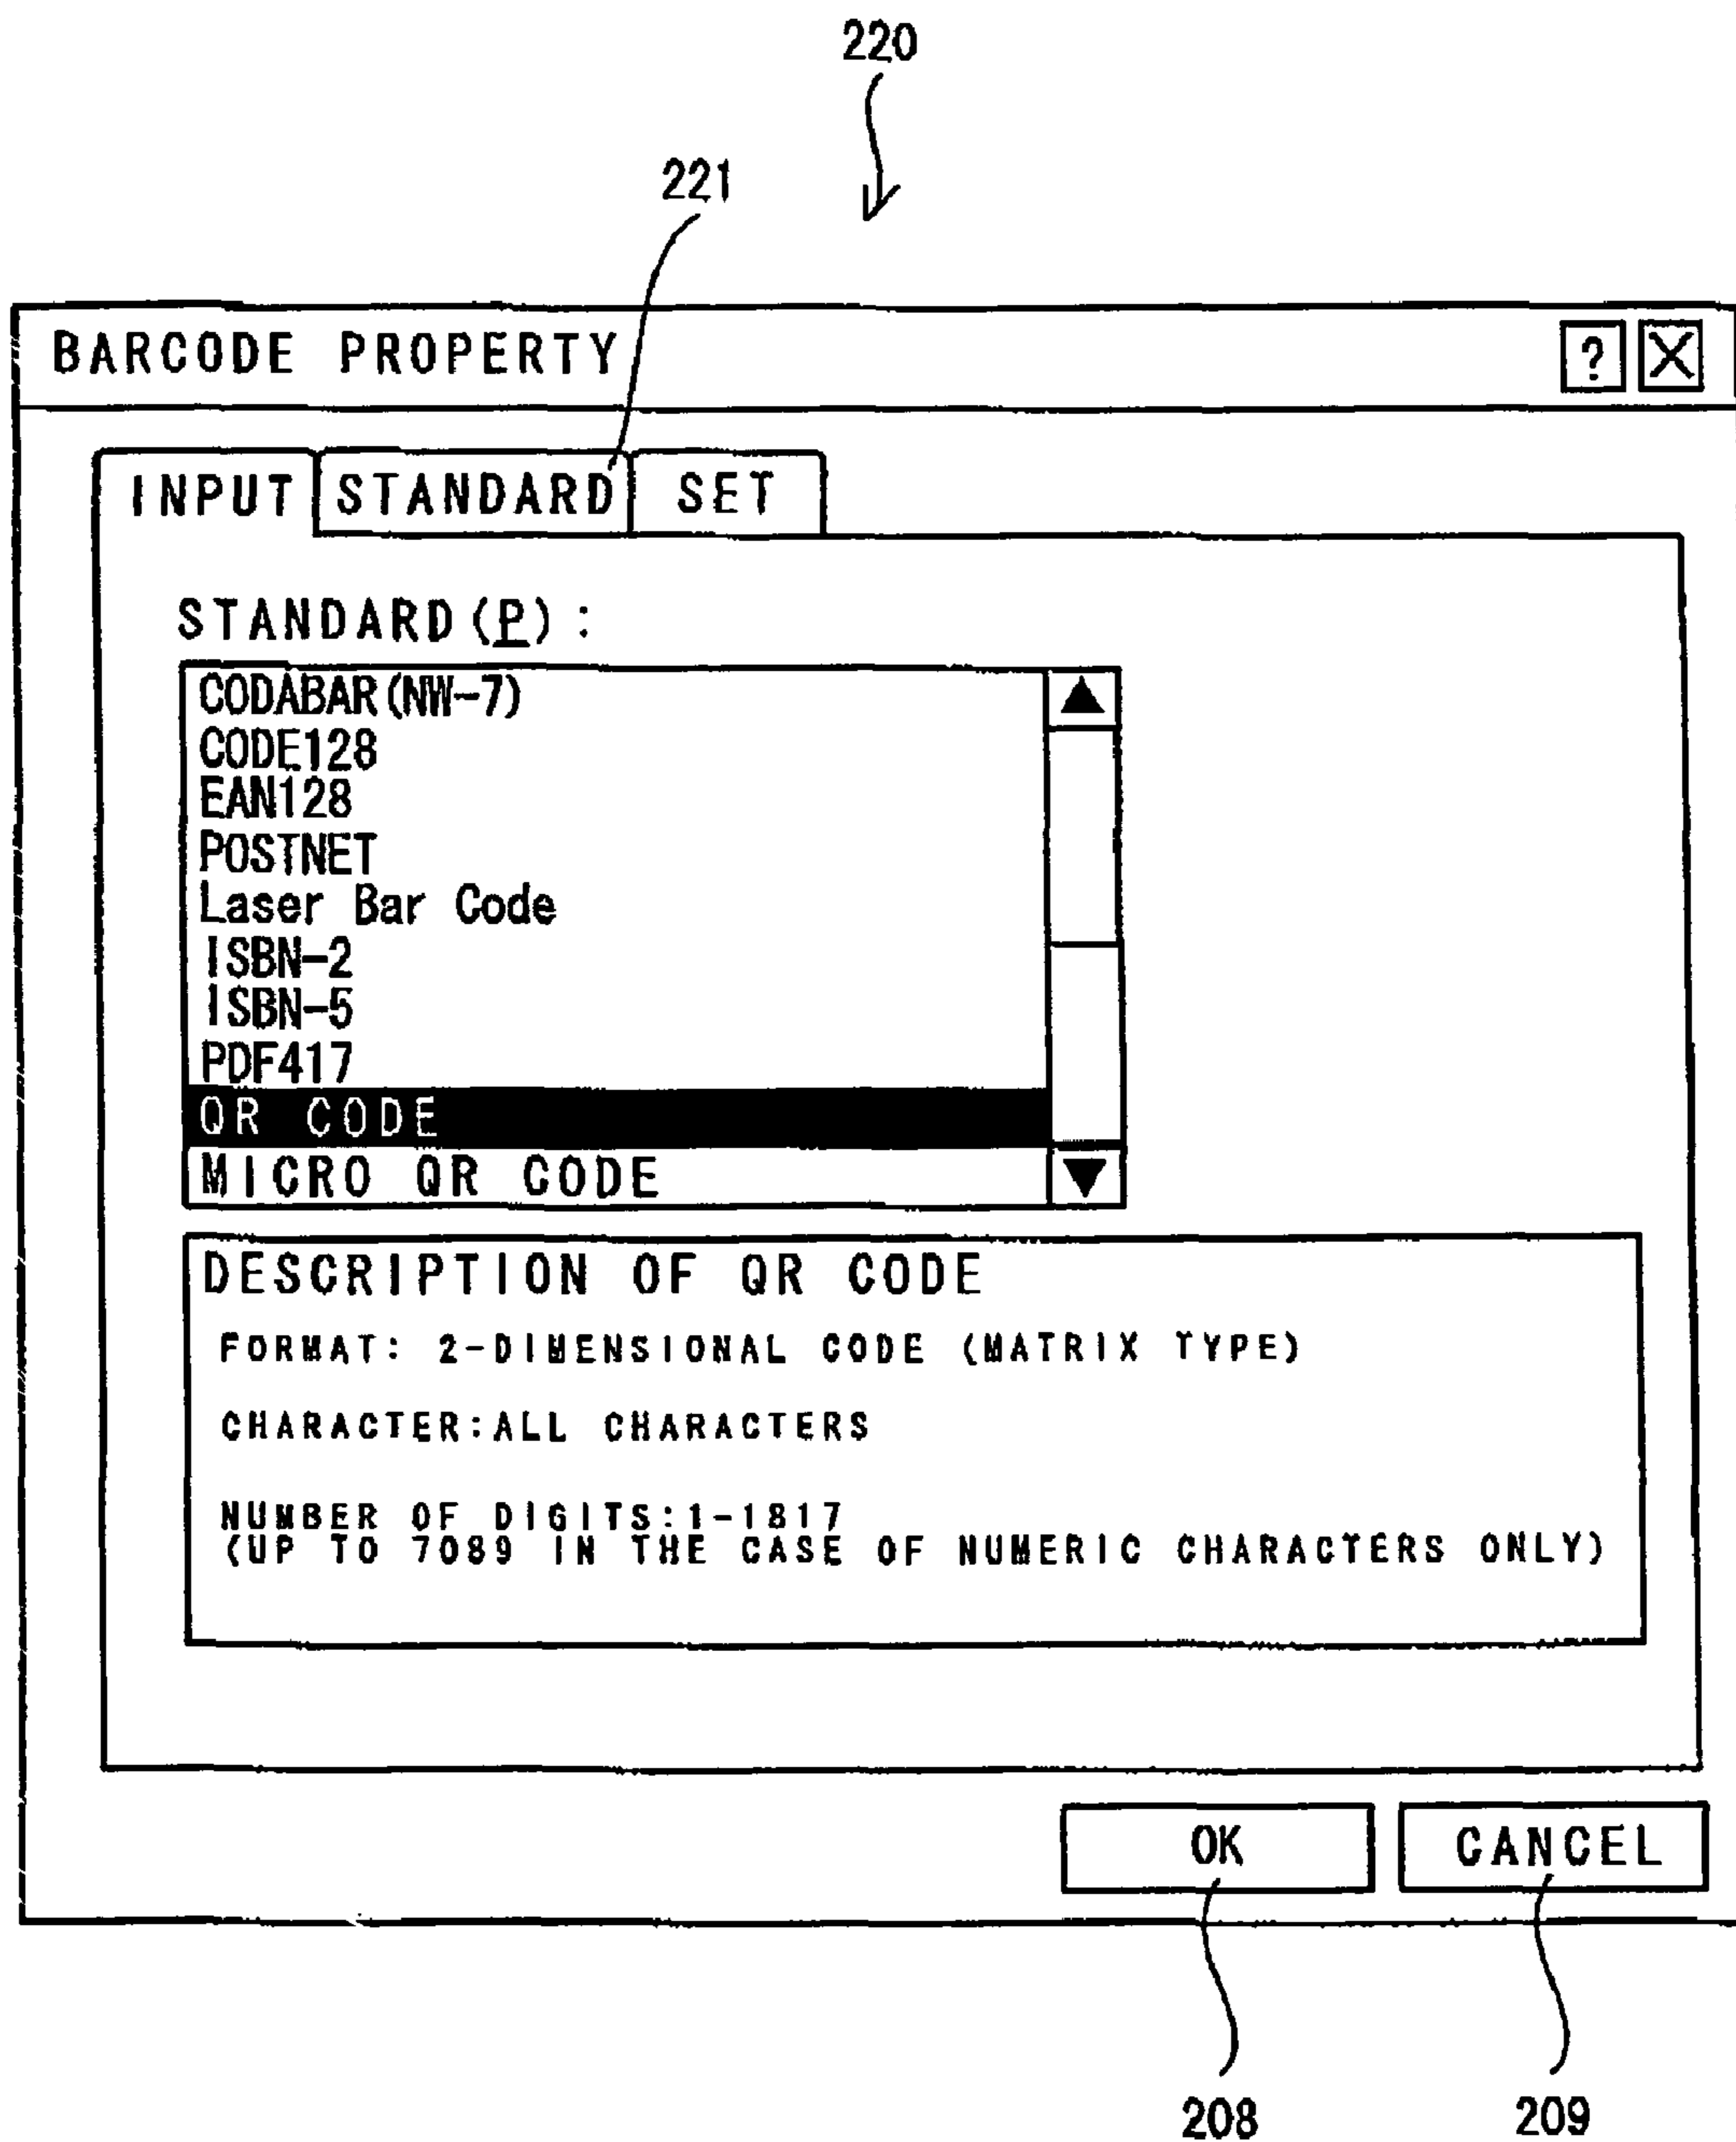 220
221
BARCODE PROPERTY
?
INPUT STANDARD SET
STANDARD(P):
CODABAR(NW-7)
CODE128
EAN128
POSTNET
Laser Bar Code
ISBN-2
ISBN-5
PDF417
QR CODE
MICRO QR CODE
DESCRIPTION OF QR CODE
FORMAT: 2-DIMENSIONAL CODE (MATRIX TYPE)
CHARACTER:ALL CHARACTERS
NUMBER OF DIGITS:1-1817
(UP TO 7089 IN THE CASE OF NUMERIC CHARACTERS ONLY)
OK CANCEL
208 209